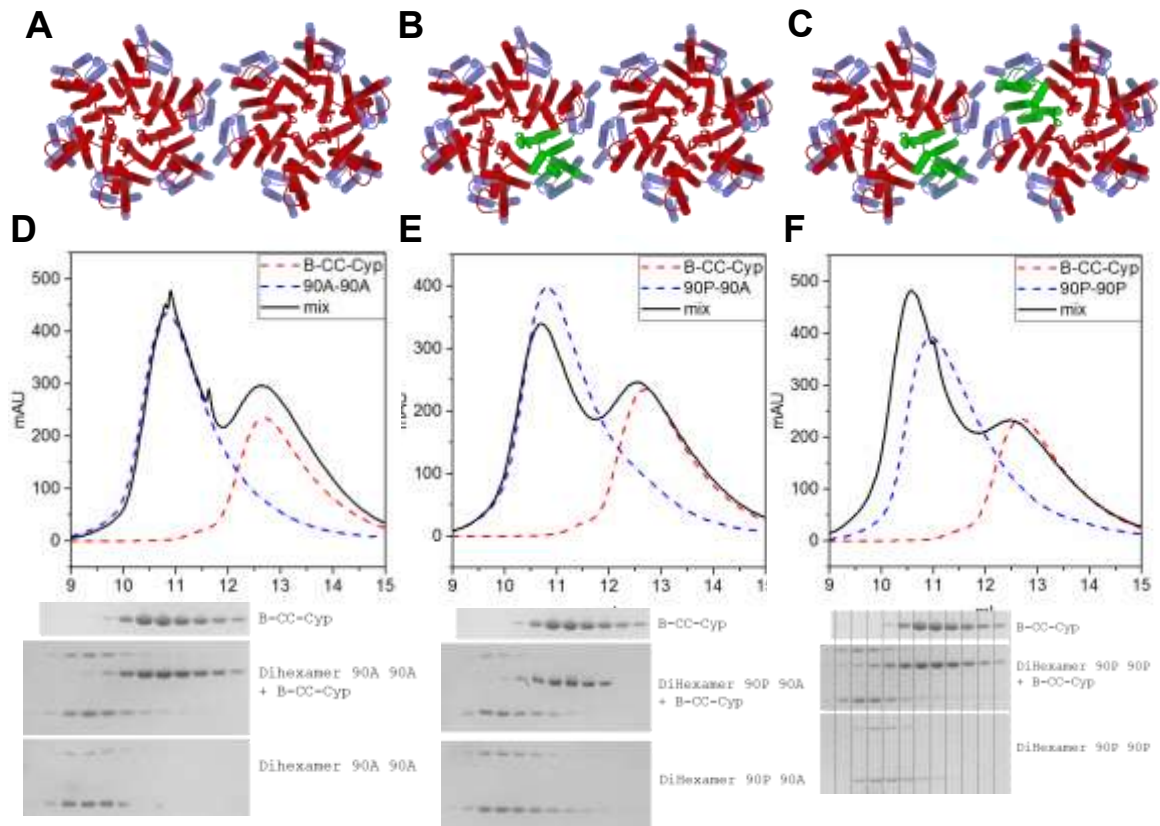 A
B
C
D
E
F
B-CC-Cyp
90A-90A
mix
500
400
300
200
100
0
mAU
9 10 11 12 13 14 15
B-CC-Cyp
90P-90A
mix
400
300
200
100
0
mAU
9 10 11 12 13 14 15
B-CC-Cyp
90P-90P
mix
500
400
300
200
100
0
mAU
9 10 11 12 13 14 15
B-CC-Cyp
Dihexamer 90A 90A
+ B-CC-Cyp
Dihexamer 90A 90A
B-CC-Cyp
DiHexamer 90P 90A
+ B-CC-Cyp
DiHexamer 90P 90A
B-CC-Cyp
DiHexamer 90P 90P
+ B-CC-Cyp
DiHexamer 90P 90P